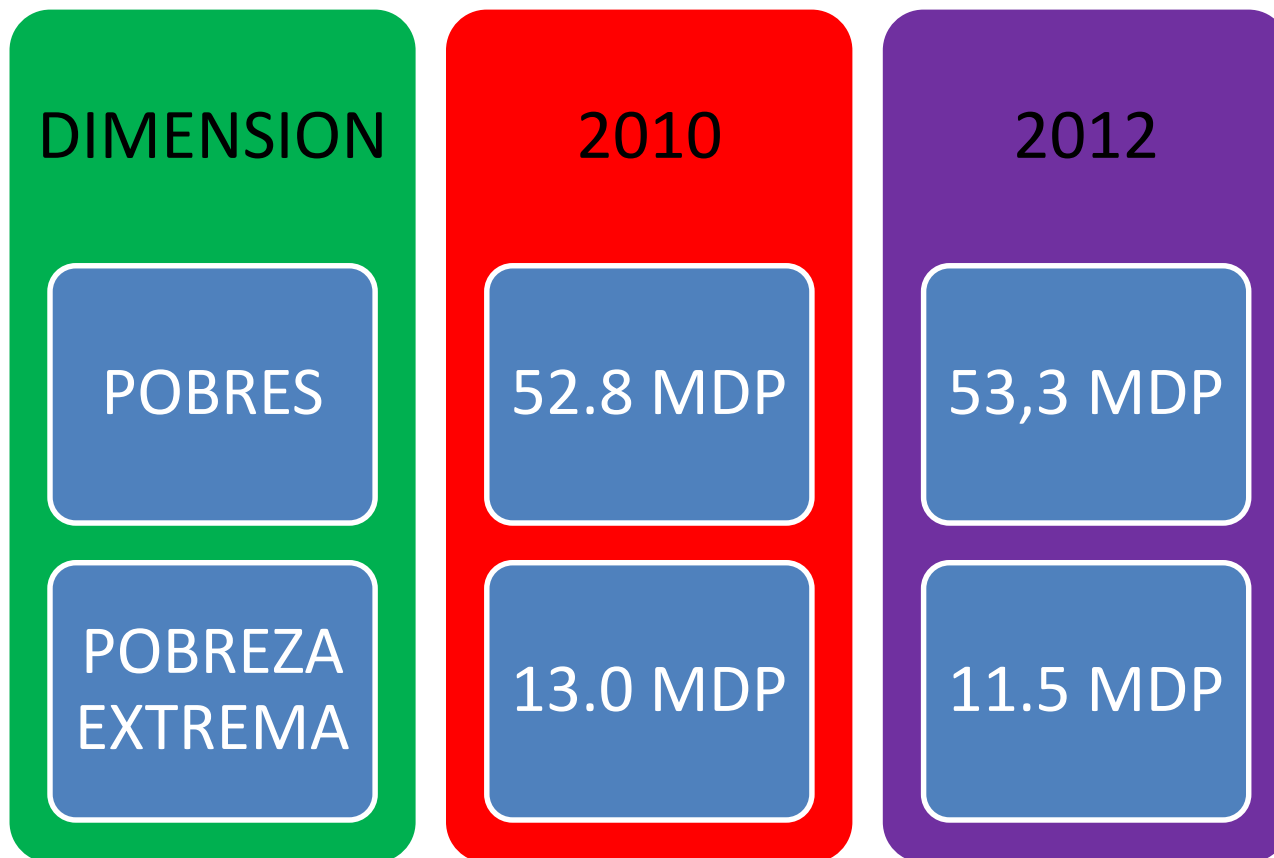 DIMENSION
2010
2012
POBRES
52.8 MDP
53,3 MDP
POBREZA
EXTREMA
13.0 MDP
11.5 MDP